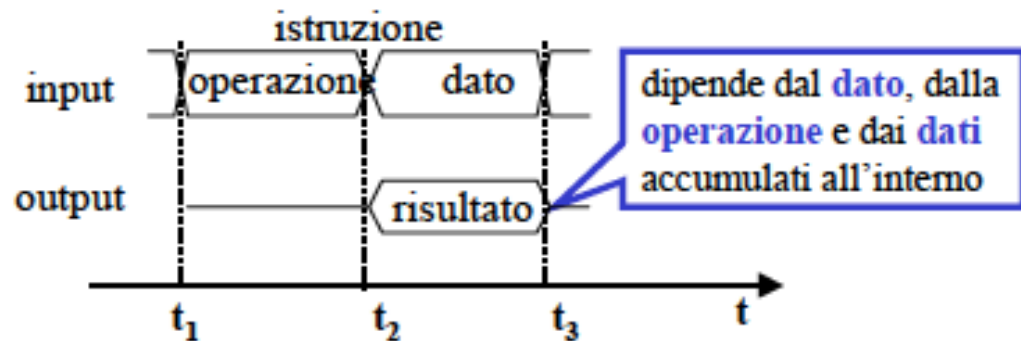 istruzione
input operazione dato
dipende dal dato, dalla
operazione e dai dati
accumulati all'interno
output risultato
t1 t2 t3 t